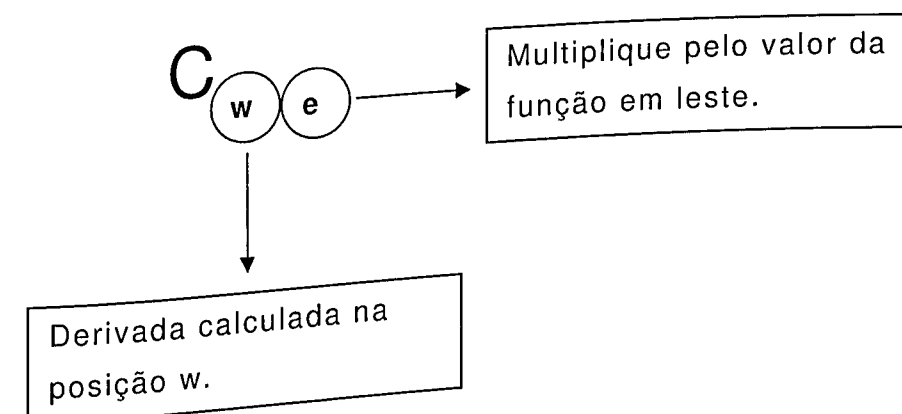 C w e
Multiplique pelo valor da
função em leste.
Derivada calculada na
posição w.